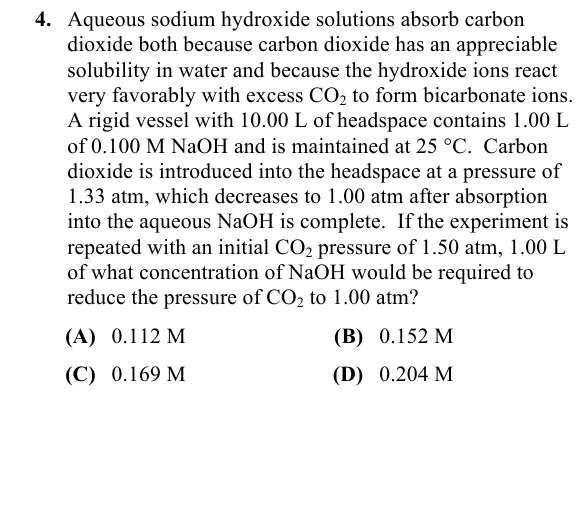 4. Aqueous sodium hydroxide solutions absorb carbon
dioxide both because carbon dioxide has an appreciable
solubility in water and because the hydroxide ions react
very favorably with excess CO₂ to form bicarbonate ions.
A rigid vessel with 10.00 L of headspace contains 1.00 L
of 0.100 M NaOH and is maintained at 25 °C. Carbon
dioxide is introduced into the headspace at a pressure of
1.33 atm, which decreases to 1.00 atm after absorption
into the aqueous NaOH is complete. If the experiment is
repeated with an initial CO₂ pressure of 1.50 atm, 1.00 L
of what concentration of NaOH would be required to
reduce the pressure of CO₂ to 1.00 atm?
(A) 0.112 M (B) 0.152 M
(C) 0.169 M (D) 0.204 M